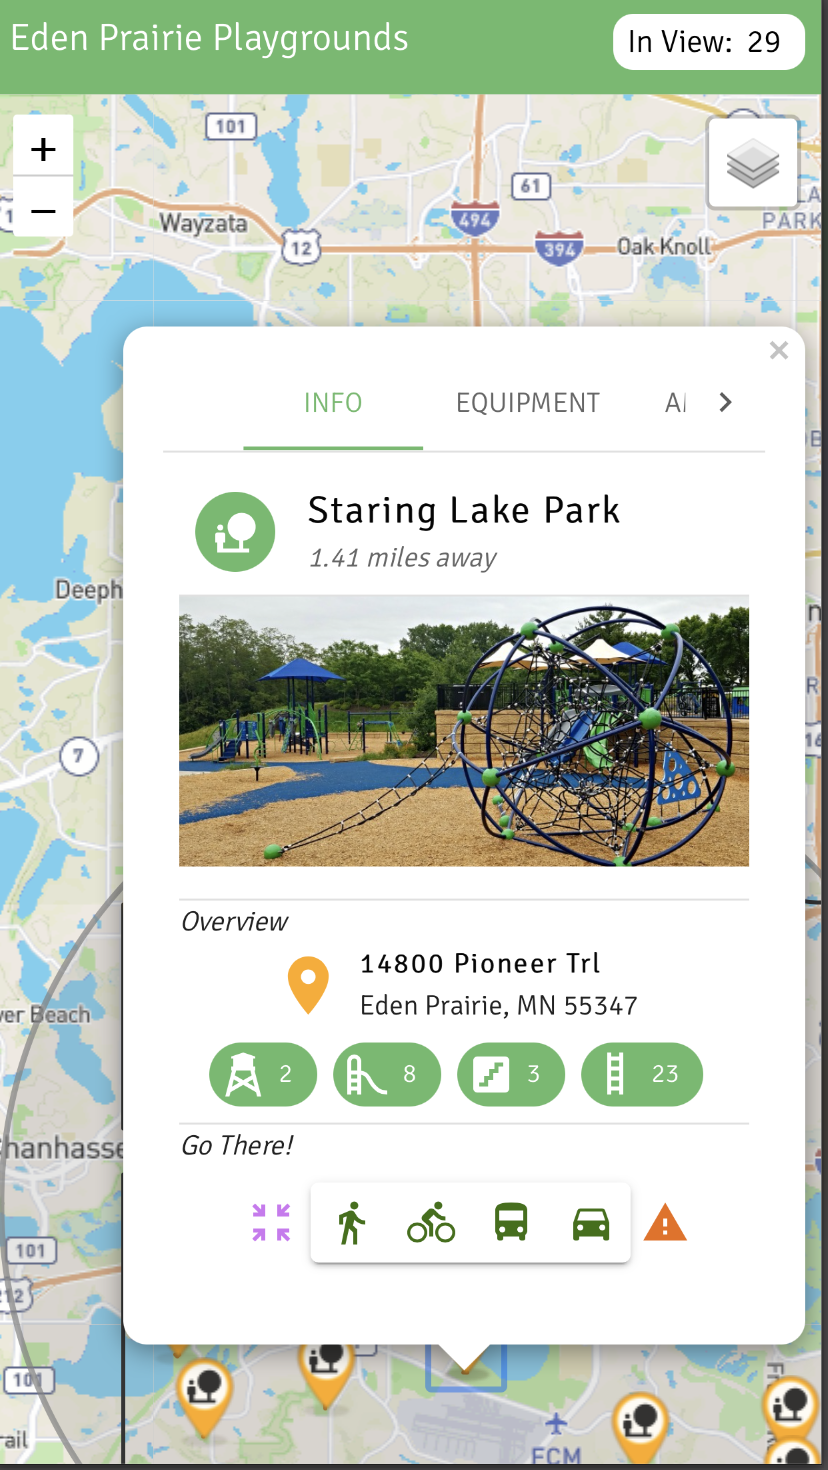 Eden Prairie Playgrounds
In View: 29
101
+
61
−
Wayzata
494
PARK
12
394
Oak Knoll
×
INFO
EQUIPMENT
Staring Lake Park
1.41 miles away
Deeph
7
Overview
14800 Pioneer Trl
Eden Prairie, MN 55347
ver Beach
2
8
3
23
Go There!
hanhasse
101
212
101
ail
FCM